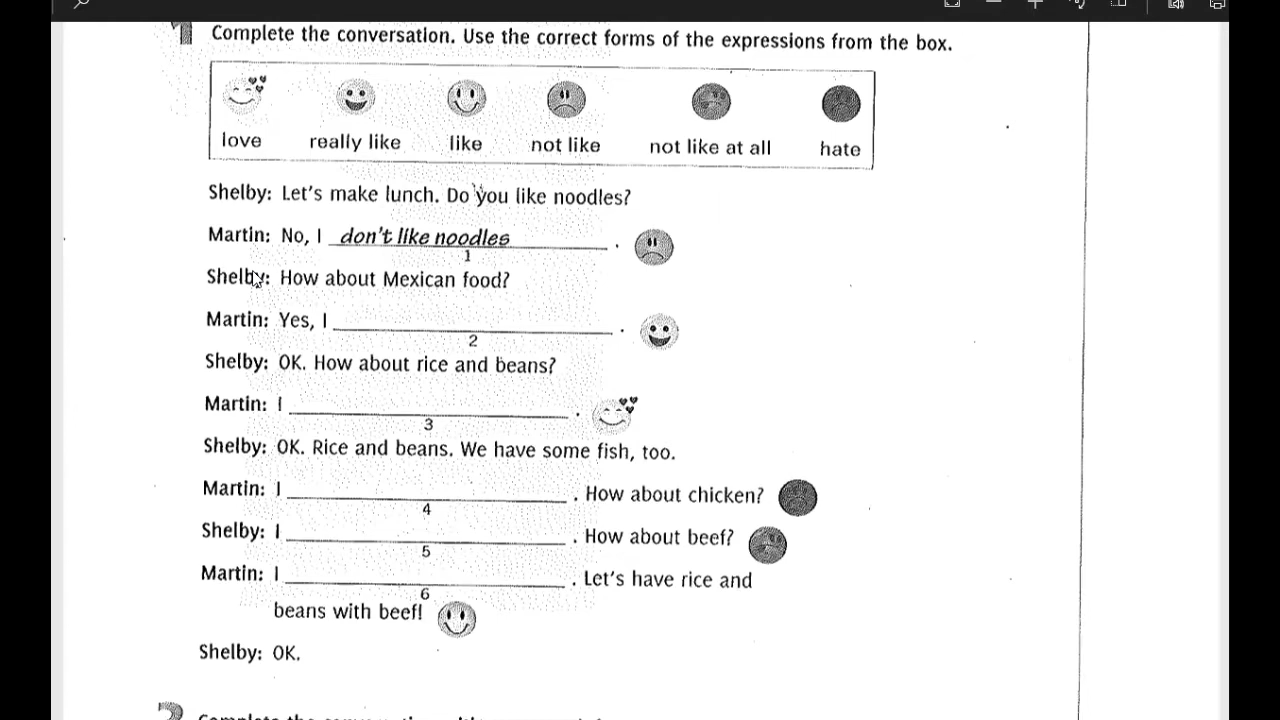 1 Complete the conversation. Use the correct forms of the expressions from the box.
love really like like not like not like at all hate
Shelby: Let's make lunch. Do you like noodles?
Martin: No, I don't like noodles .
1
Shelby: How about Mexican food?
Martin: Yes, I .
2
Shelby: OK. How about rice and beans?
Martin: I .
3
Shelby: OK. Rice and beans. We have some fish, too.
Martin: I . How about chicken?
4
Shelby: I . How about beef?
5
Martin: I . Let's have rice and
6
beans with beef!
Shelby: OK.
2 Complete the